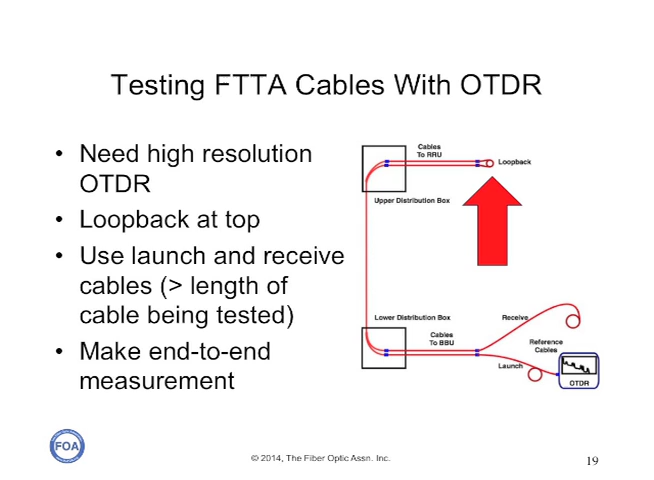 Testing FTTA Cables With OTDR
• Need high resolution
OTDR
• Loopback at top
• Use launch and receive
cables (> length of
cable being tested)
• Make end-to-end
measurement
Cables
To RRU
Loopback
Upper Distribution Box
Lower Distribution Box
Cables
To BBU
Receive
Reference
Cables
Launch
OTDR
FOA
© 2014, The Fiber Optic Assn. Inc.
19